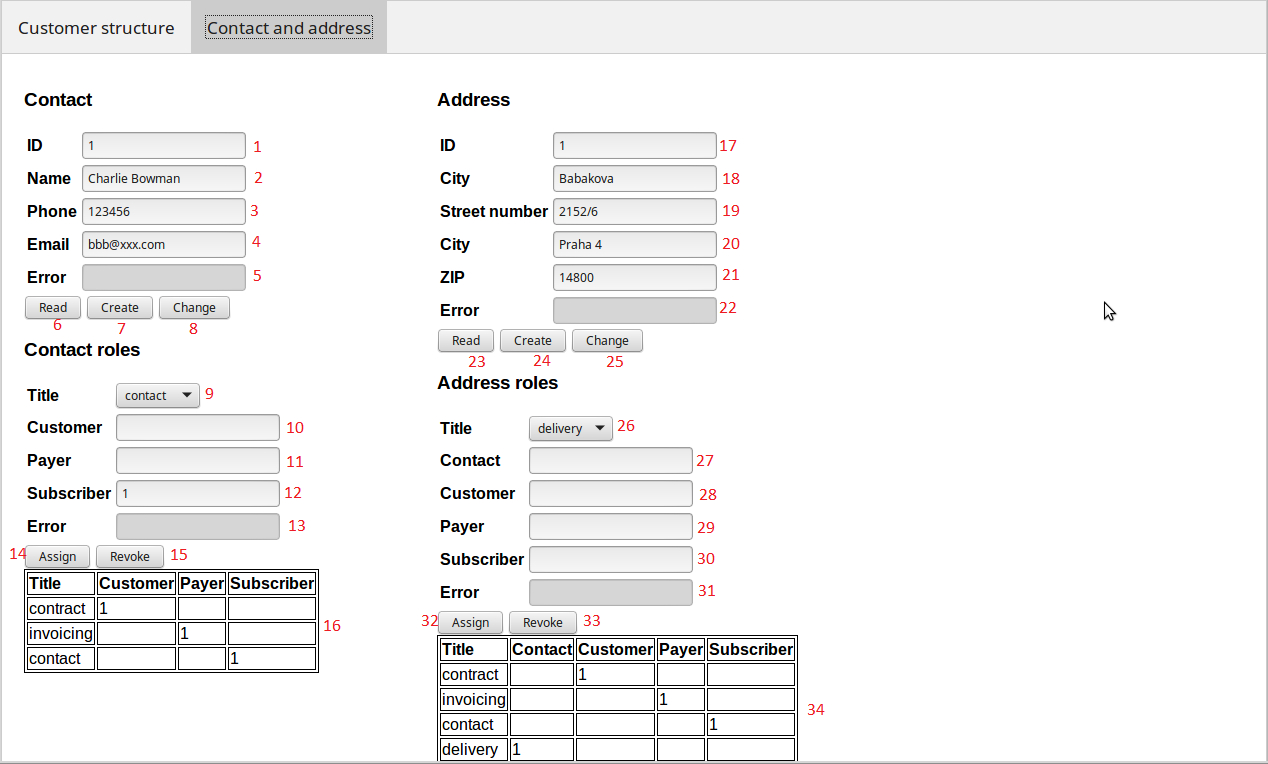 Customer structure Contact and address
Contact
ID 1 1
Name Charlie Bowman 2
Phone 123456 3
Email bbb@xxx.com 4
Error 5
Read Create Change
6 7 8
Contact roles
Title contact 9
Customer 10
Payer 11
Subscriber 1 12
Error 13
14 Assign Revoke 15
Title Customer Payer Subscriber
contract 1
invoicing 1
contact 1
16
Address
ID 1 17
City Babakova 18
Street number 2152/6 19
City Praha 4 20
ZIP 14800 21
Error 22
Read Create Change
23 24 25
Address roles
Title delivery 26
Contact 27
Customer 28
Payer 29
Subscriber 30
Error 31
32 Assign Revoke 33
Title Contact Customer Payer Subscriber
contract 1
invoicing 1
contact 1
delivery 1
34